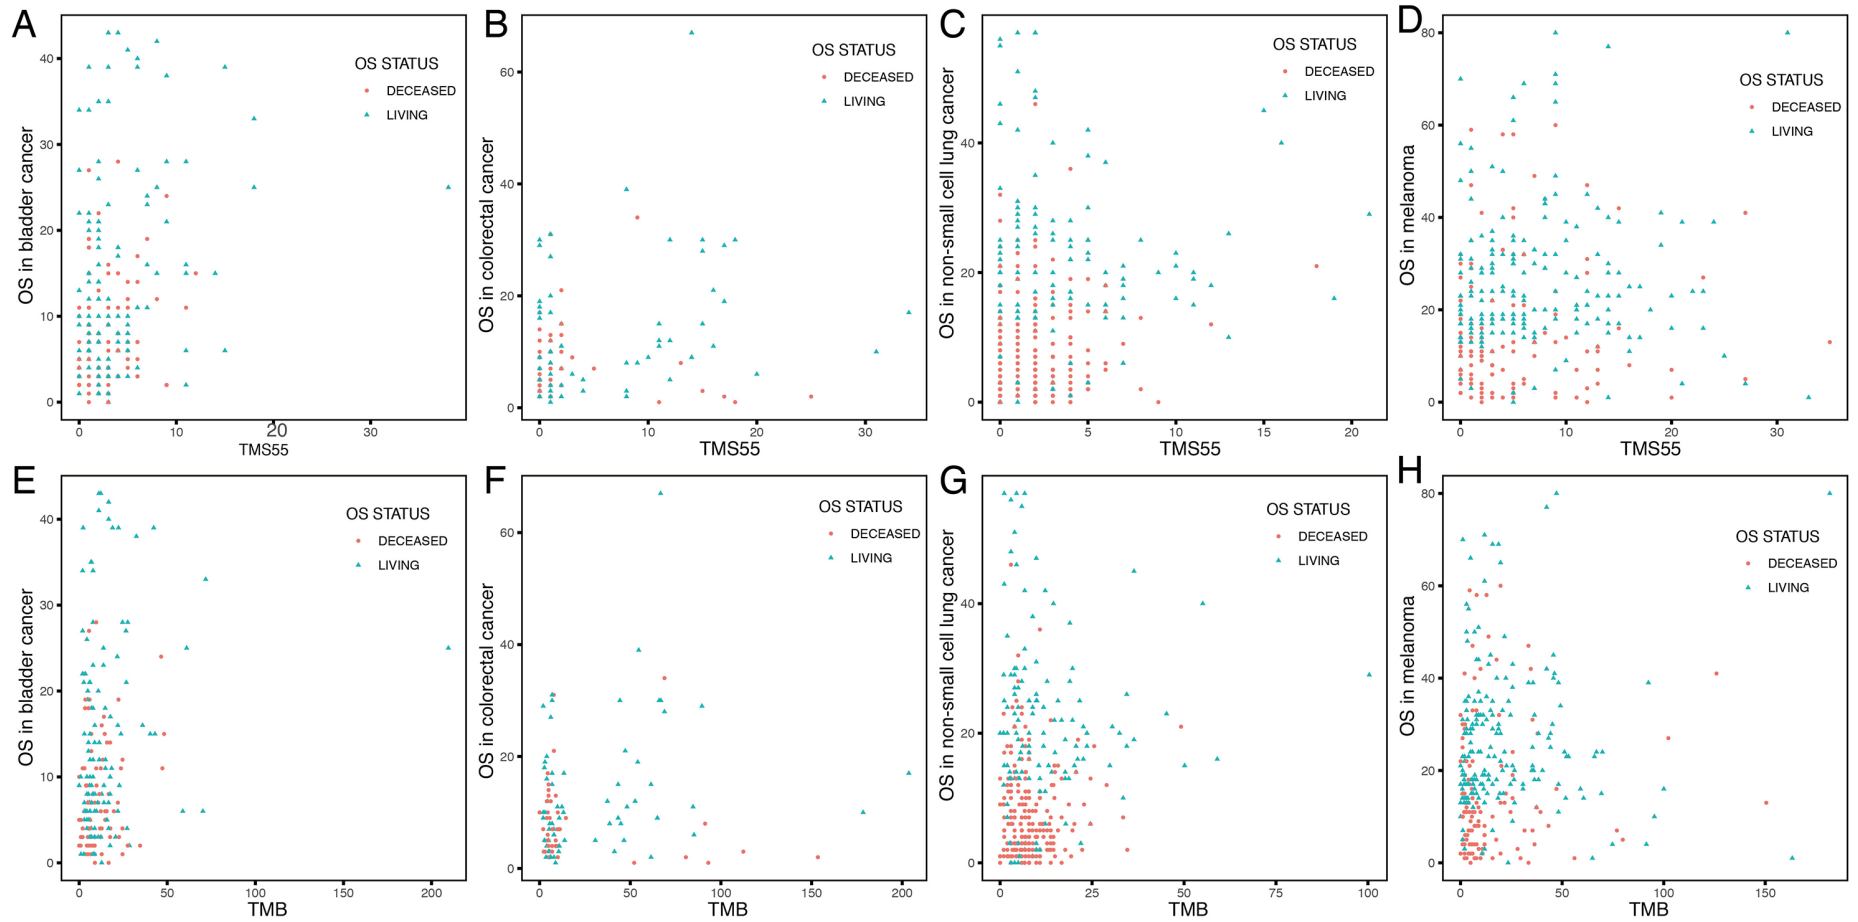 A
OS in bladder cancer
40
30
20
10
0
0 10 20 30
TMS55
OS STATUS
DECEASED
LIVING
B
OS in colorectal cancer
60
40
20
0
0 10 20 30
TMS55
OS STATUS
DECEASED
LIVING
C
OS in non-small cell lung cancer
40
20
0
0 5 10 15 20
TMS55
OS STATUS
DECEASED
LIVING
D
OS in melanoma
80
60
40
20
0
0 10 20 30
TMS55
OS STATUS
DECEASED
LIVING
E
OS in bladder cancer
40
30
20
10
0
0 50 100 150 200
TMB
OS STATUS
DECEASED
LIVING
F
OS in colorectal cancer
60
40
20
0
0 50 100 150 200
TMB
OS STATUS
DECEASED
LIVING
G
OS in non-small cell lung cancer
40
20
0
0 25 50 75 100
TMB
OS STATUS
DECEASED
LIVING
H
OS in melanoma
80
60
40
20
0
0 50 100 150
TMB
OS STATUS
DECEASED
LIVING